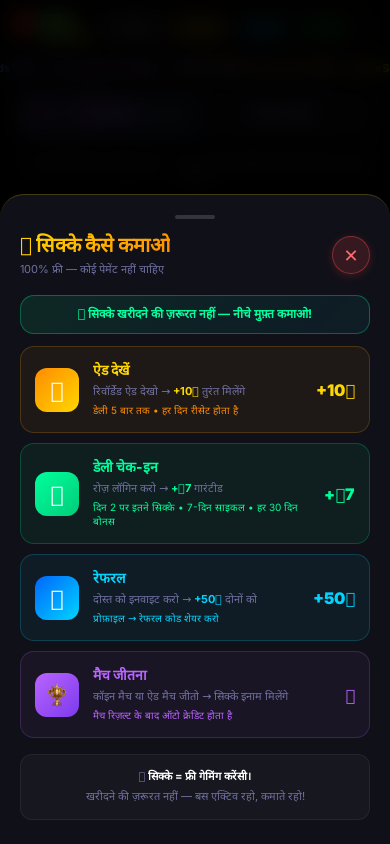 सिक्के कैसे कमाओ
100% फ्री — कोई पेमेंट नहीं चाहिए
सिक्के खरीदने की ज़रूरत नहीं — नीचे मुफ़्त कमाओ!
ऐड देखें
रिवॉर्डेड ऐड देखो → +10 तुरंत मिलेंगे
डेली 5 बार तक • हर दिन रीसेट होता है
+10
डेली चेक-इन
रोज़ लॉगिन करो → +7 गारंटीड
दिन 2 पर इतने सिक्के • 7-दिन साइकल • हर 30 दिन
बोनस
+7
रेफरल
दोस्त को इनवाइट करो → +50 दोनों को
प्रोफ़ाइल → रेफरल कोड शेयर करो
+50
मैच जीतना
कॉइन मैच या ऐड मैच जीतो → सिक्के इनाम मिलेंगे
मैच रिज़ल्ट के बाद ऑटो क्रेडिट होता है
सिक्के = फ्री गेमिंग करेंसी।
खरीदने की ज़रूरत नहीं — बस एक्टिव रहो, कमाते रहो!